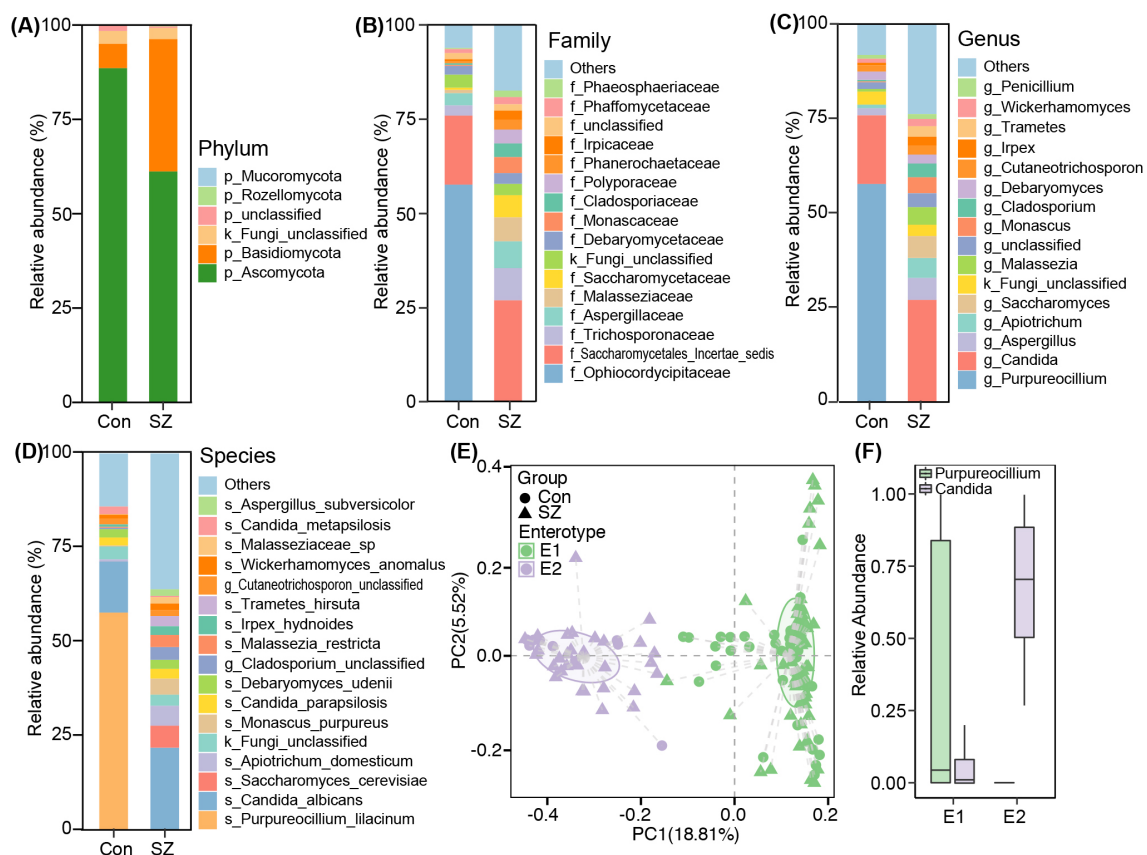 (A)
100
75
50
25
0
Relative abundance (%)
Con
SZ
Phylum
p_Mucoromycota
p_Rozellomycota
p_unclassified
k_Fungi_unclassified
p_Basidiomycota
p_Ascomycota
(B)
100
75
50
25
0
Relative abundance (%)
Con
SZ
Family
Others
f_Phaeosphaeriaceae
f_Phaffomycetaceae
f_unclassified
f_Irpicaceae
f_Phanerochaetaceae
f_Polyporaceae
f_Cladosporiaceae
f_Monascaceae
f_Debaryomycetaceae
k_Fungi_unclassified
f_Saccharomycetaceae
f_Malasseziaceae
f_Aspergillaceae
f_Trichosporonaceae
f_Saccharomycetales_Incertae_sedis
f_Ophiocordycipitaceae
(C)
100
75
50
25
0
Relative abundance (%)
Con
SZ
Genus
Others
g_Penicillium
g_Wickerhamomyces
g_Trametes
g_Irpex
g_Cutaneotrichosporon
g_Debaryomyces
g_Cladosporium
g_Monascus
g_unclassified
g_Malassezia
k_Fungi_unclassified
g_Saccharomyces
g_Apiotrichum
g_Aspergillus
g_Candida
g_Purpureocillium
(D)
100
75
50
25
0
Relative abundance (%)
Con
SZ
Species
Others
s_Aspergillus_subversicolor
s_Candida_metapsilosis
s_Malasseziaceae_sp
s_Wickerhamomyces_anomalus
g_Cutaneotrichosporon_unclassified
s_Trametes_hirsuta
s_Irpex_hydnoides
s_Malassezia_restricta
g_Cladosporium_unclassified
s_Debaryomyces_udenii
s_Candida_parapsilosis
s_Monascus_purpureus
k_Fungi_unclassified
s_Apiotrichum_domesticum
s_Saccharomyces_cerevisiae
s_Candida_albicans
s_Purpureocillium_lilacinum
(E)
0.4
0.2
0.0
-0.2
PC2(5.52%)
Group
Con
SZ
Enterotype
E1
E2
-0.4
-0.2
0.0
0.2
PC1(18.81%)
(F)
Purpureocillium
Candida
1.00
0.75
0.50
0.25
0.00
Relative Abundance
E1
E2